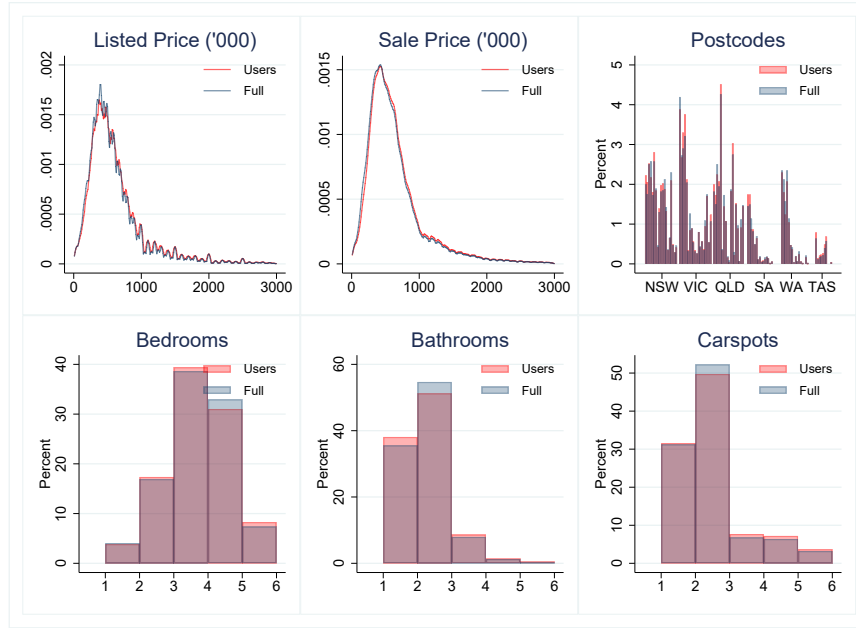 Listed Price ('000)
Users
Full
.002
.0015
.001
.0005
0
0 1000 2000 3000
Sale Price ('000)
Users
Full
.0015
.001
.0005
0
0 1000 2000 3000
Postcodes
Users
Full
Percent
5
4
3
2
1
0
NSW VIC QLD SA WA TAS
Bedrooms
Users
Full
Percent
40
30
20
10
0
1 2 3 4 5 6
Bathrooms
Users
Full
Percent
60
40
20
0
1 2 3 4 5 6
Carspots
Users
Full
Percent
50
40
30
20
10
0
1 2 3 4 5 6